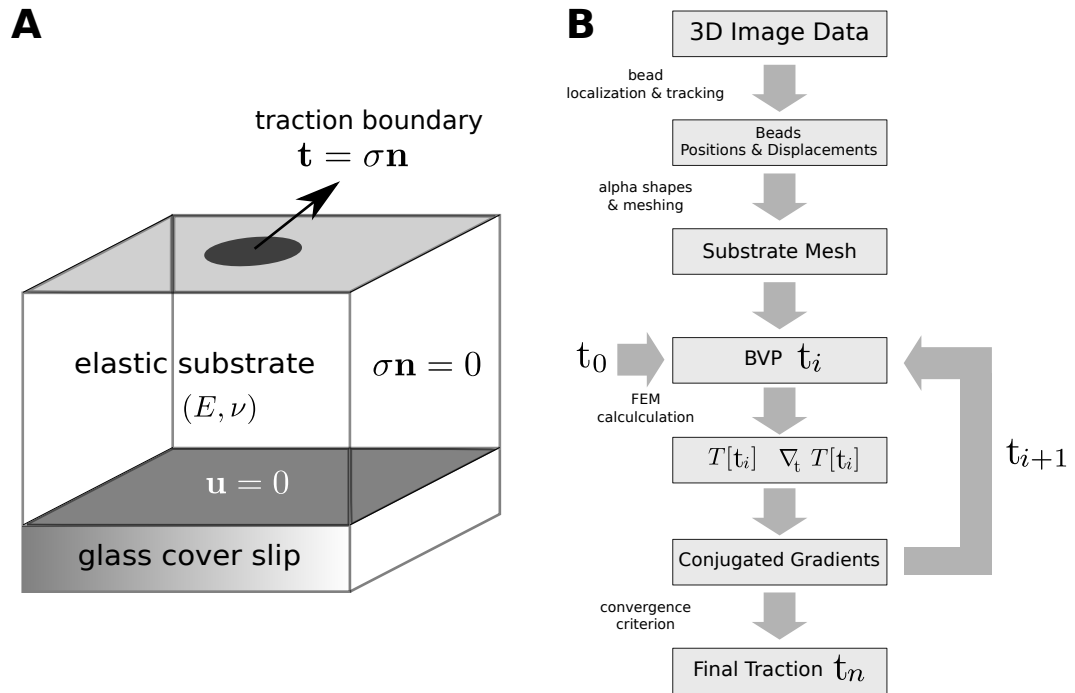 A
traction boundary
t = σn
elastic substrate
(E, ν)
σn = 0
u = 0
glass cover slip
B
3D Image Data
bead
localization & tracking
Beads
Positions & Displacements
alpha shapes
& meshing
Substrate Mesh
t₀
BVP tᵢ
FEM
calculculation
T[tᵢ] ∇ₜ T[tᵢ]
tᵢ₊₁
Conjugated Gradients
convergence
criterion
Final Traction tₙ